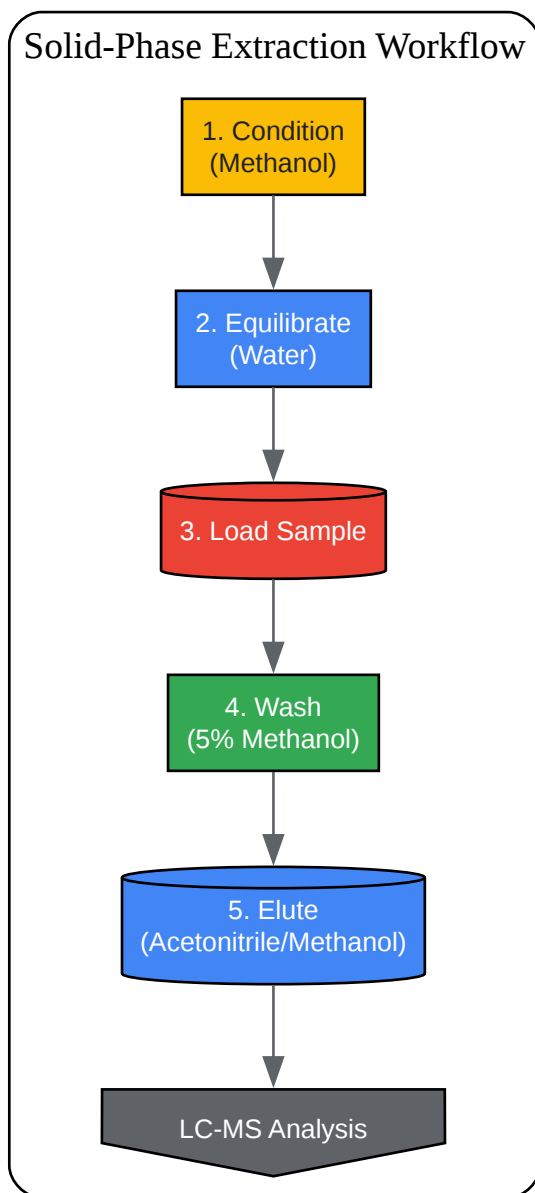 Solid-Phase Extraction Workflow
1. Condition
(Methanol)
2. Equilibrate
(Water)
3. Load Sample
4. Wash
(5% Methanol)
5. Elute
(Acetonitrile/Methanol)
LC-MS Analysis